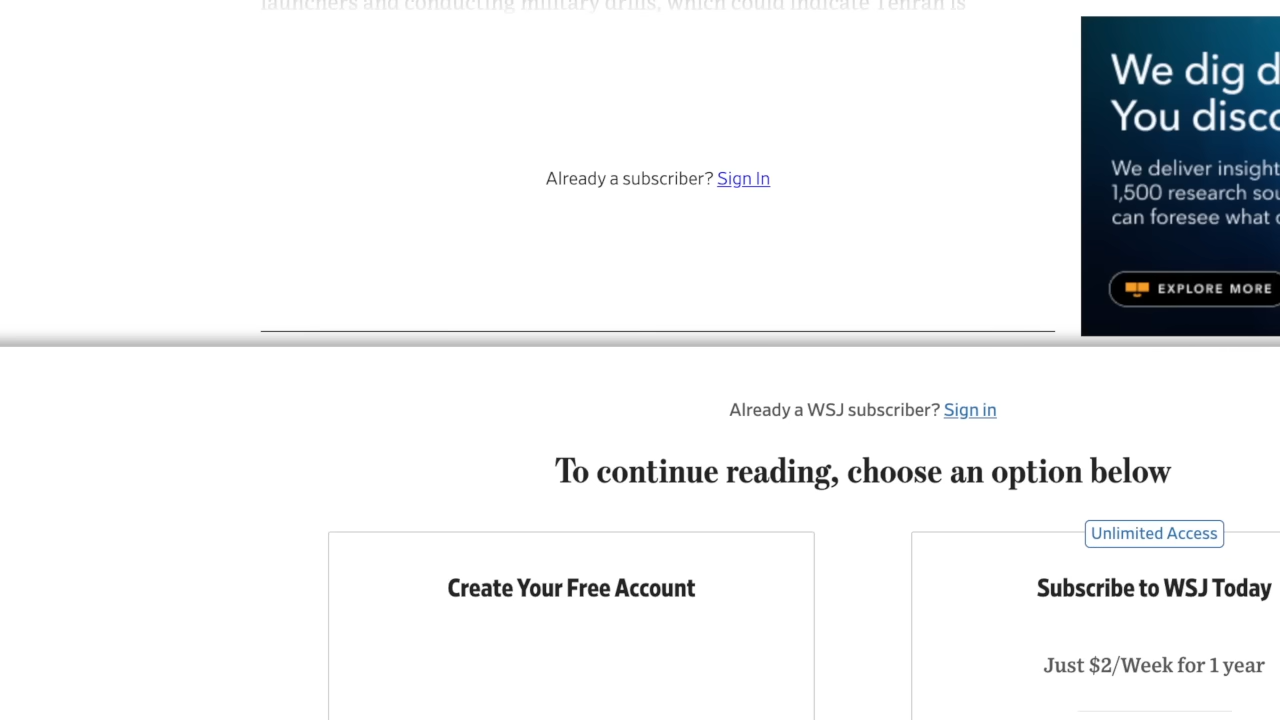 launchers and conducting military drills, which could indicate Tehran is
We dig d
You disco
We deliver insight
1,500 research sou
can foresee what
EXPLORE MORE
Already a subscriber? Sign In
Already a WSJ subscriber? Sign in
To continue reading, choose an option below
Create Your Free Account
Unlimited Access
Subscribe to WSJ Today
Just $2/Week for 1 year